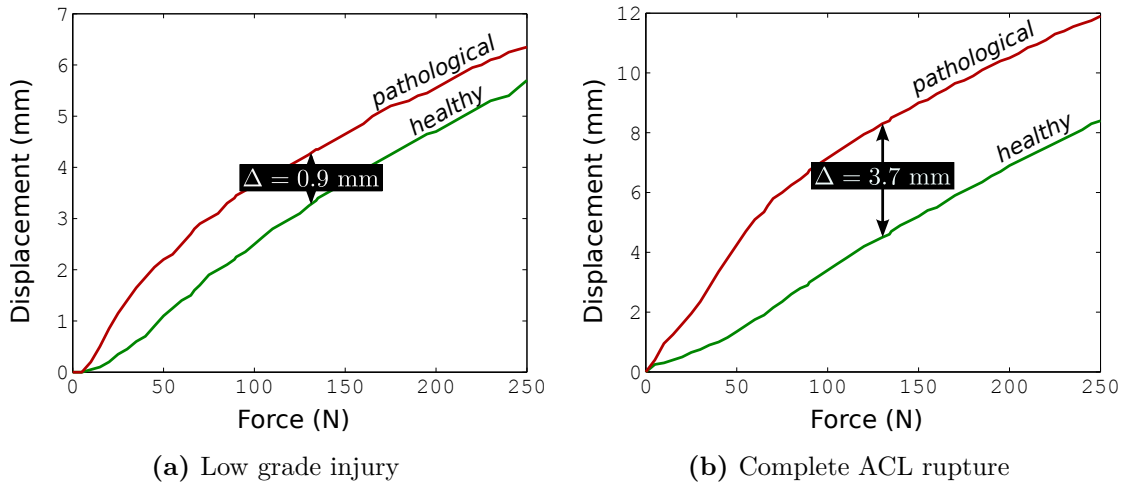 7
6
5
4
3
2
1
0
Displacement (mm)
pathological
healthy
Δ = 0.9 mm
0 50 100 150 200 250
Force (N)
(a) Low grade injury
12
10
8
6
4
2
0
Displacement (mm)
pathological
healthy
Δ = 3.7 mm
0 50 100 150 200 250
Force (N)
(b) Complete ACL rupture